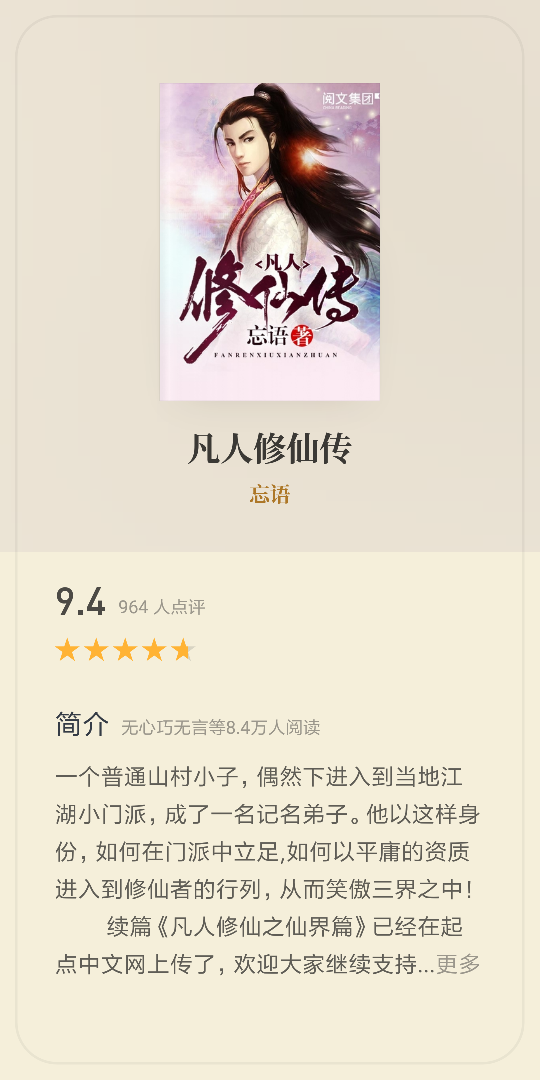 阅文集团
<凡人>
修仙传
忘语 著
FANRENXIUXIANZHUAN
凡人修仙传
忘语
9.4 964 人点评
简介 无心巧无言等8.4万人阅读
一个普通山村小子，偶然下进入到当地江
湖小门派，成了一名记名弟子。他以这样身
份，如何在门派中立足,如何以平庸的资质
进入到修仙者的行列，从而笑傲三界之中！
续篇《凡人修仙之仙界篇》已经在起
点中文网上传了，欢迎大家继续支持...更多